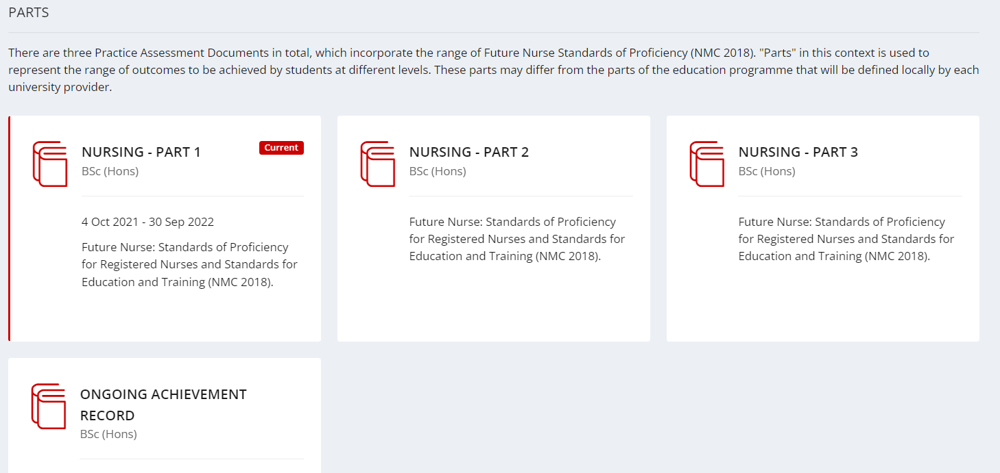 PARTS
There are three Practice Assessment Documents in total, which incorporate the range of Future Nurse Standards of Proficiency (NMC 2018). "Parts" in this context is used to
represent the range of outcomes to be achieved by students at different levels. These parts may differ from the parts of the education programme that will be defined locally by each
university provider.
NURSING - PART 1
Current
BSc (Hons)
4 Oct 2021 - 30 Sep 2022
Future Nurse: Standards of Proficiency
for Registered Nurses and Standards for
Education and Training (NMC 2018).
NURSING - PART 2
BSc (Hons)
Future Nurse: Standards of Proficiency
for Registered Nurses and Standards for
Education and Training (NMC 2018).
NURSING - PART 3
BSc (Hons)
Future Nurse: Standards of Proficiency
for Registered Nurses and Standards for
Education and Training (NMC 2018).
ONGOING ACHIEVEMENT
RECORD
BSc (Hons)